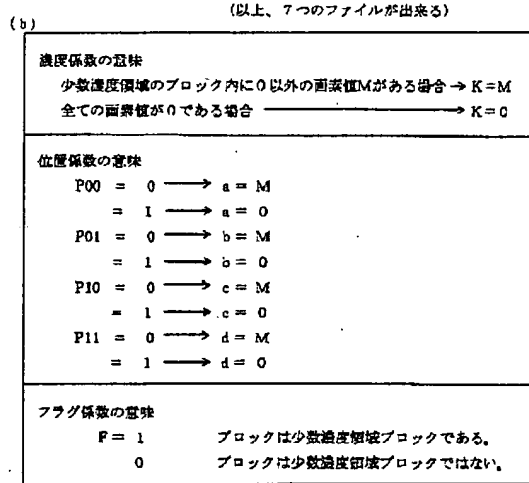 (以上、7つのファイルが出来る)
(b)
濃度係数の意味
少数濃度領域のブロック内に0以外の画素値Mがある場合 → K=M
全ての画素値が0である場合 ⟶ K=0
位置係数の意味
P00 = 0 ⟶ a = M
= 1 ⟶ a = 0
P01 = 0 ⟶ b = M
= 1 ⟶ b = 0
P10 = 0 ⟶ c = M
= 1 ⟶ c = 0
P11 = 0 ⟶ d = M
= 1 ⟶ d = 0
フラグ係数の意味
F = 1 ブロックは少数濃度領域ブロックである。
0 ブロックは少数濃度領域ブロックではない。